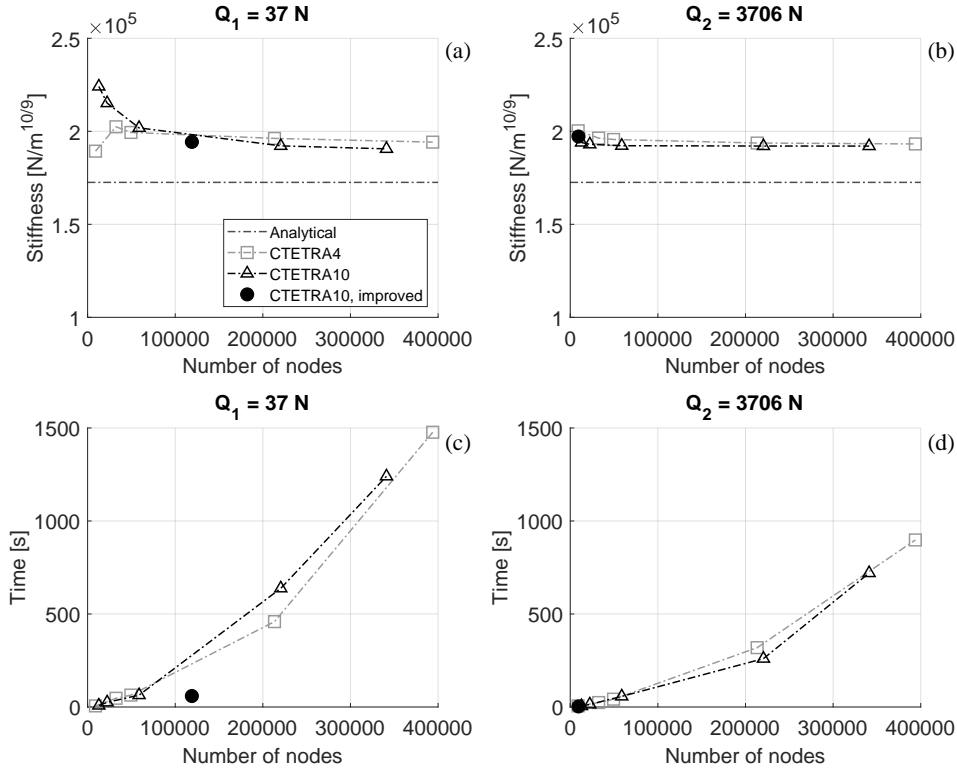 Q1 = 37 N
×10^5
(a)
2.5
2
1.5
1
Stiffness [N/m^10/9]
0 100000 200000 300000 400000
Number of nodes
Analytical
CTETRA4
CTETRA10
CTETRA10, improved
Q2 = 3706 N
×10^5
(b)
2.5
2
1.5
1
Stiffness [N/m^10/9]
0 100000 200000 300000 400000
Number of nodes
Q1 = 37 N
(c)
1500
1000
500
0
Time [s]
0 100000 200000 300000 400000
Number of nodes
Q2 = 3706 N
(d)
1500
1000
500
0
Time [s]
0 100000 200000 300000 400000
Number of nodes